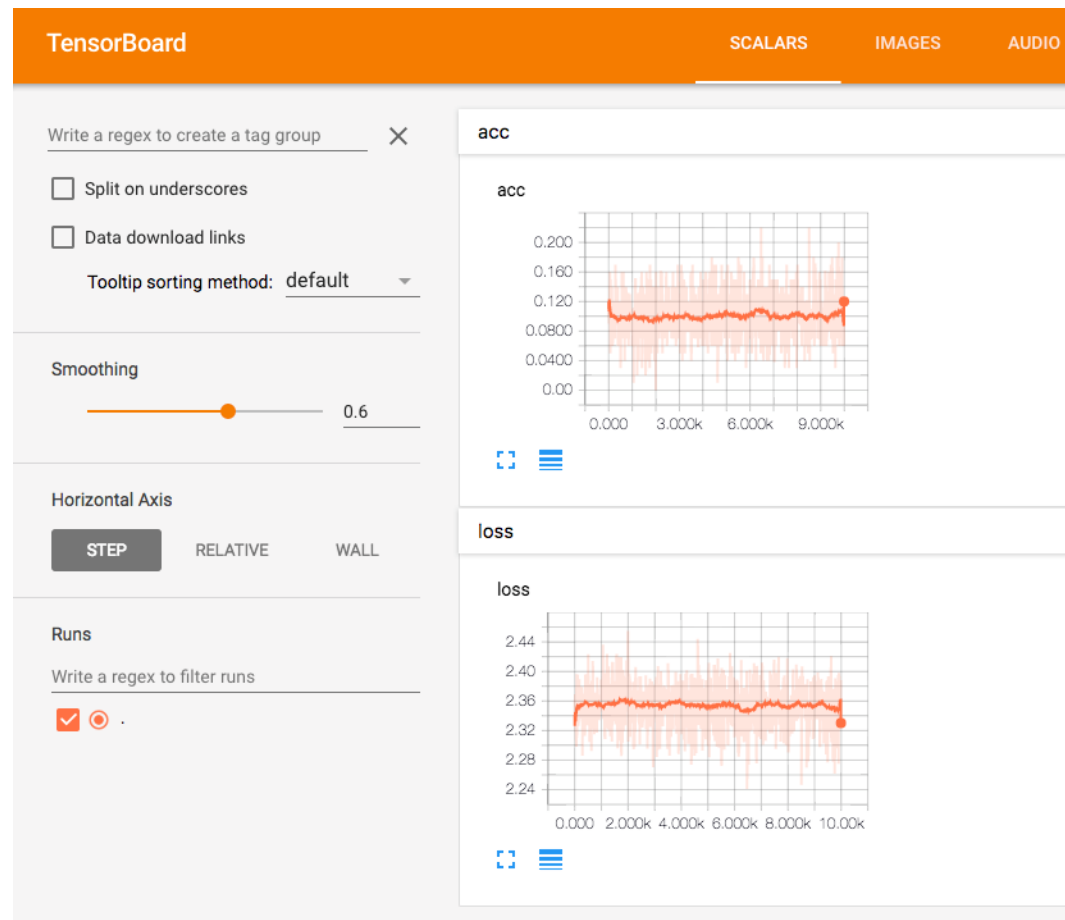 TensorBoard
SCALARS IMAGES AUDIO
Write a regex to create a tag group
Split on underscores
Data download links
Tooltip sorting method: default
Smoothing
0.6
Horizontal Axis
STEP RELATIVE WALL
Runs
Write a regex to filter runs
.
acc
acc
0.200
0.160
0.120
0.0800
0.0400
0.00
0.000 3.000k 6.000k 9.000k
loss
loss
2.44
2.40
2.36
2.32
2.28
2.24
0.000 2.000k 4.000k 6.000k 8.000k 10.00k